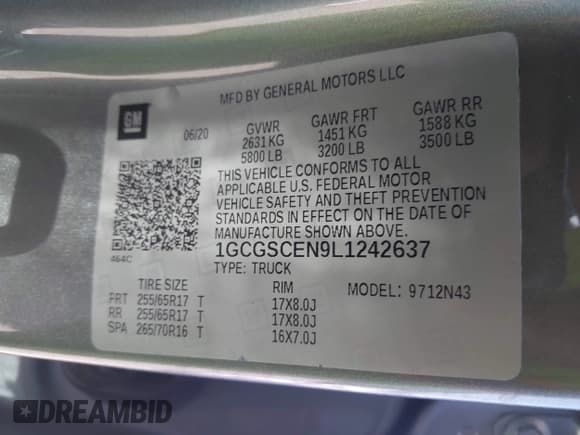 MFD BY GENERAL MOTORS LLC
GM
06/20 GVWR GAWR FRT GAWR RR
2631 KG 1451 KG 1588 KG
5800 LB 3200 LB 3500 LB
THIS VEHICLE CONFORMS TO ALL
APPLICABLE U.S. FEDERAL MOTOR
VEHICLE SAFETY AND THEFT PREVENTION
STANDARDS IN EFFECT ON THE DATE OF
MANUFACTURE SHOWN ABOVE.
464C
1GCGSCEN9L1242637
TYPE: TRUCK
TIRE SIZE RIM MODEL: 9712N43
FRT 255/65R17 T 17X8.0J
RR 255/65R17 T 17X8.0J
SPA 265/70R16 T 16X7.0J
DREAMBID